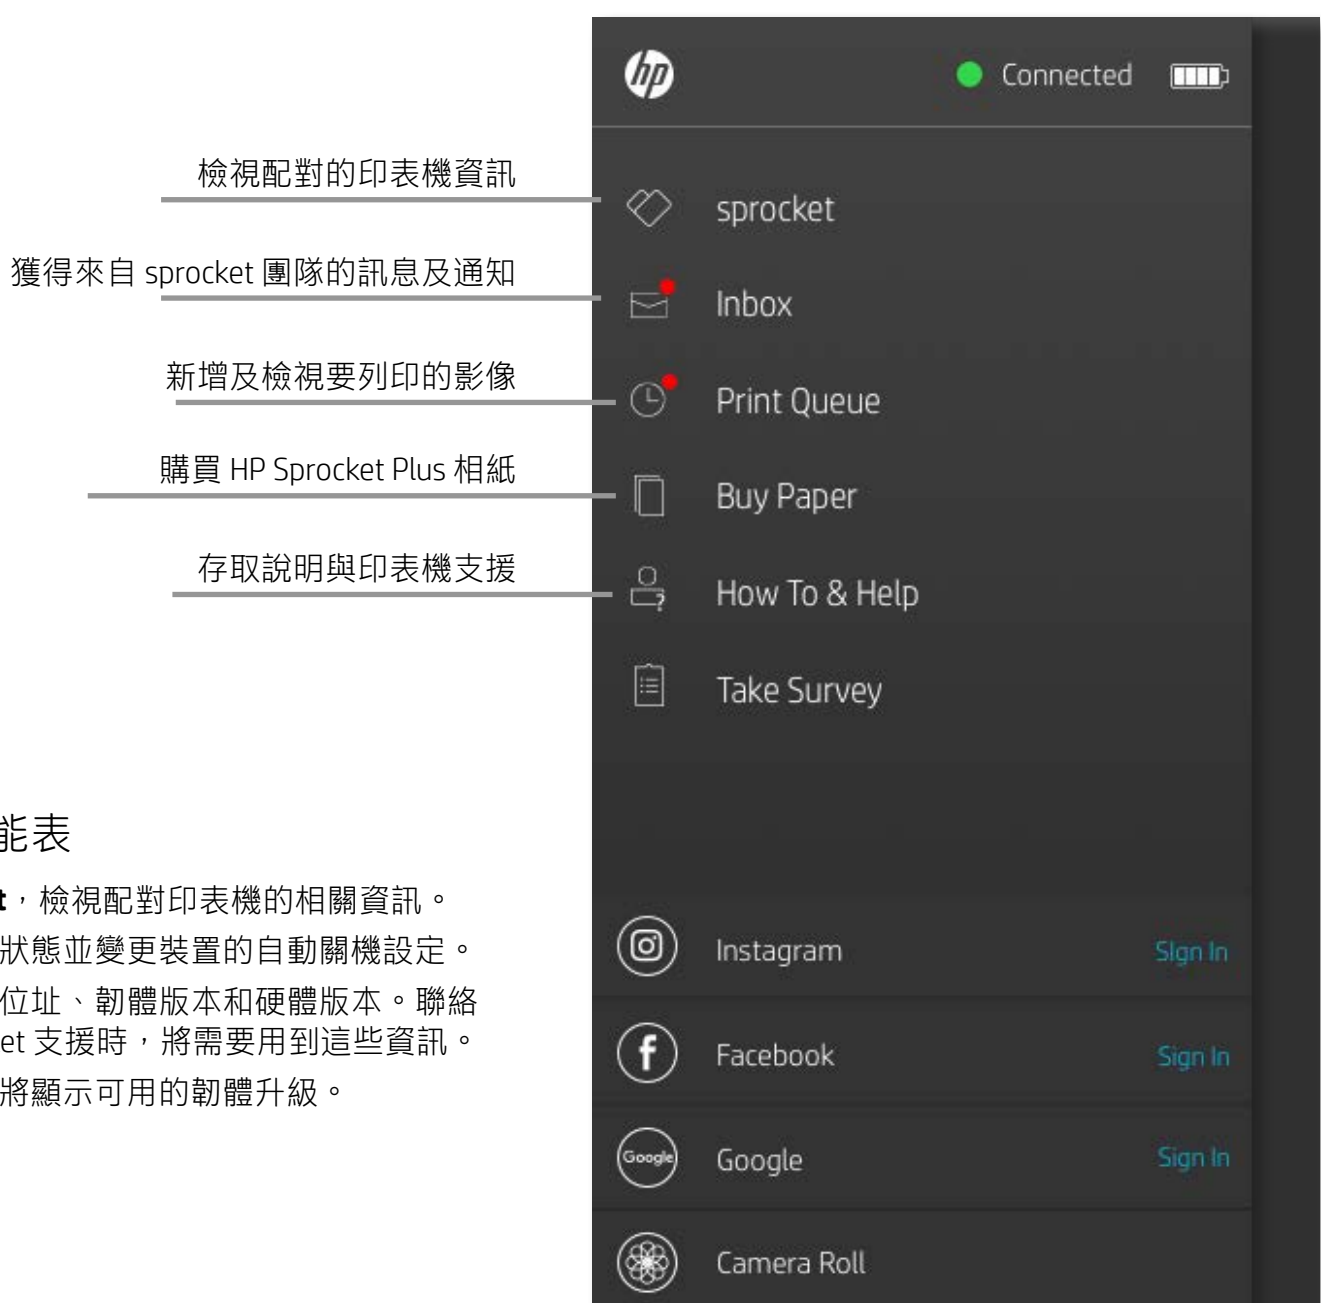 hp
Connected
檢視配對的印表機資訊
sprocket
獲得來自 sprocket 團隊的訊息及通知
Inbox
新增及檢視要列印的影像
Print Queue
購買 HP Sprocket Plus 相紙
Buy Paper
存取說明與印表機支援
How To & Help
Take Survey
能表
t，檢視配對印表機的相關資訊。
狀態並變更裝置的自動關機設定。
位址、韌體版本和硬體版本。聯絡
et 支援時，將需要用到這些資訊。
將顯示可用的韌體升級。
Instagram SIgn In
Facebook Sign In
Google Google Sign In
Camera Roll